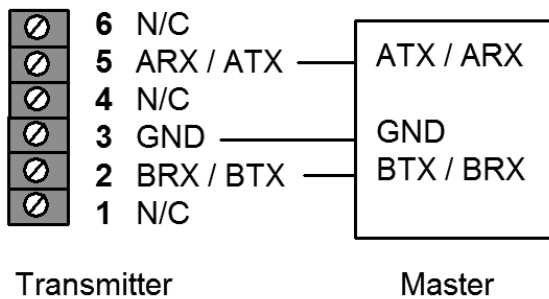 6 N/C
5 ARX / ATX
4 N/C
3 GND
2 BRX / BTX
1 N/C
ATX / ARX
GND
BTX / BRX
Transmitter
Master